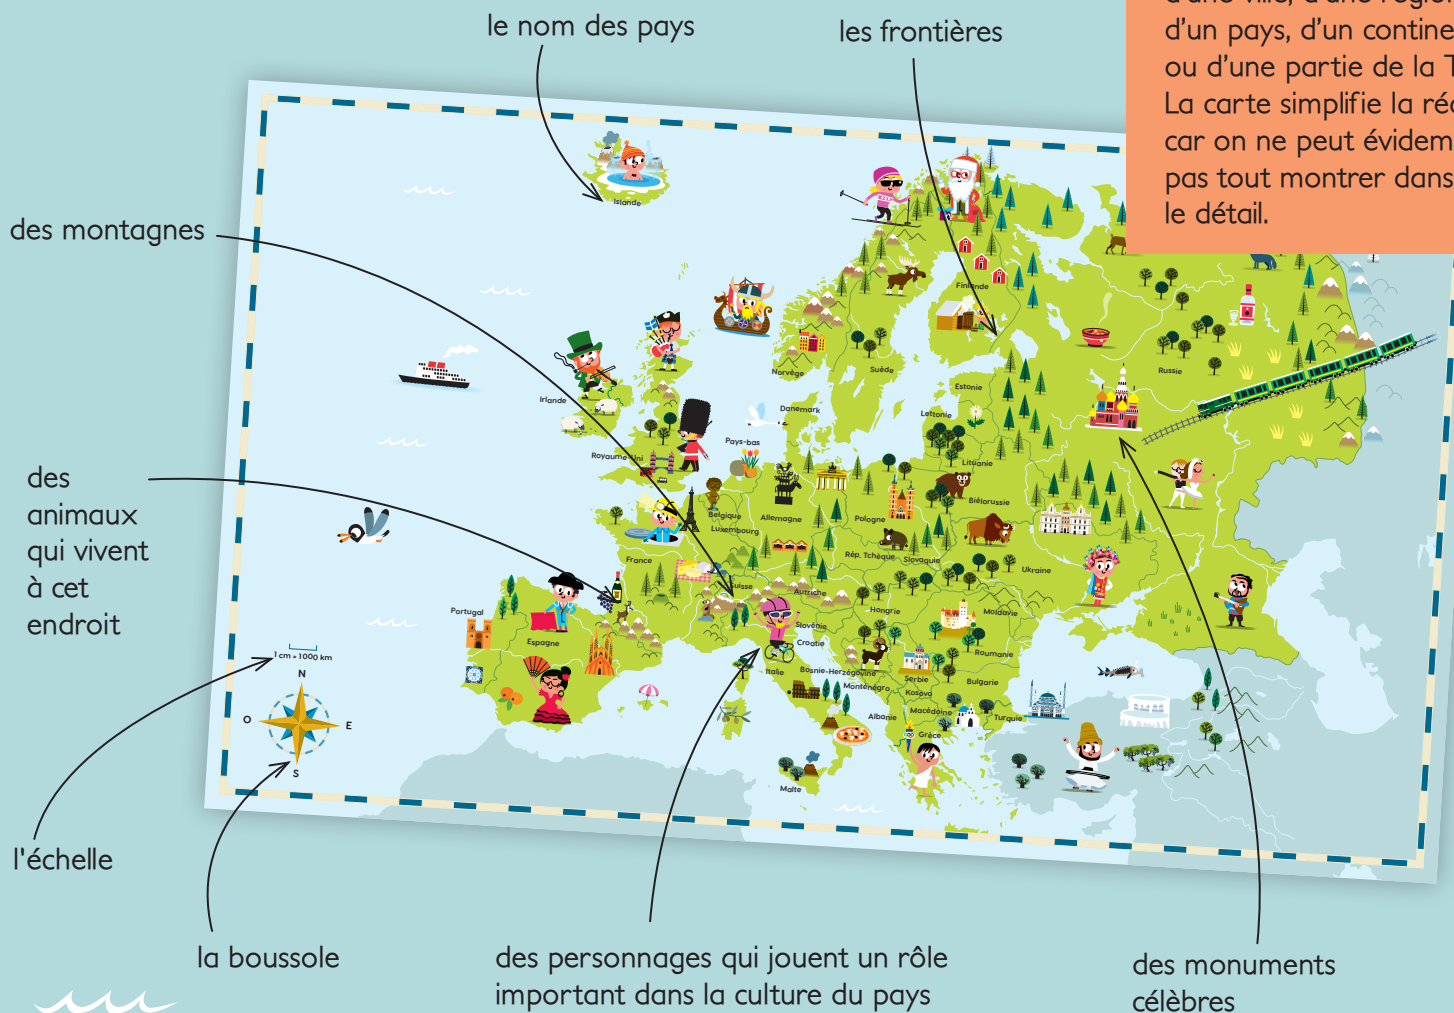 d'un pays, d'un contine
ou d'une partie de la T
La carte simplifie la réa
car on ne peut évidem
pas tout montrer dans
le détail.
le nom des pays
les frontières
des montagnes
des
animaux
qui vivent
à cet
endroit
l'échelle
la boussole
des personnages qui jouent un rôle
important dans la culture du pays
des monuments
célèbres
Islande
Finlande
Norvège
Suède
Russie
Estonie
Lettonie
Lituanie
Danemark
Irlande
Pays-bas
Royaume-Uni
Biélorussie
Belgique
Luxembourg
Allemagne
Pologne
Rép. Tchèque
Slovaquie
Ukraine
France
Suisse
Autriche
Hongrie
Moldavie
Portugal
Espagne
Slovénie
Croatie
Roumanie
Italie
Bosnie-Herzégovine
Serbie
Monténégro
Kosovo
Bulgarie
Albanie
Macédoine
Turquie
Grèce
Malte
1 cm = 1000 km
N
O
E
S